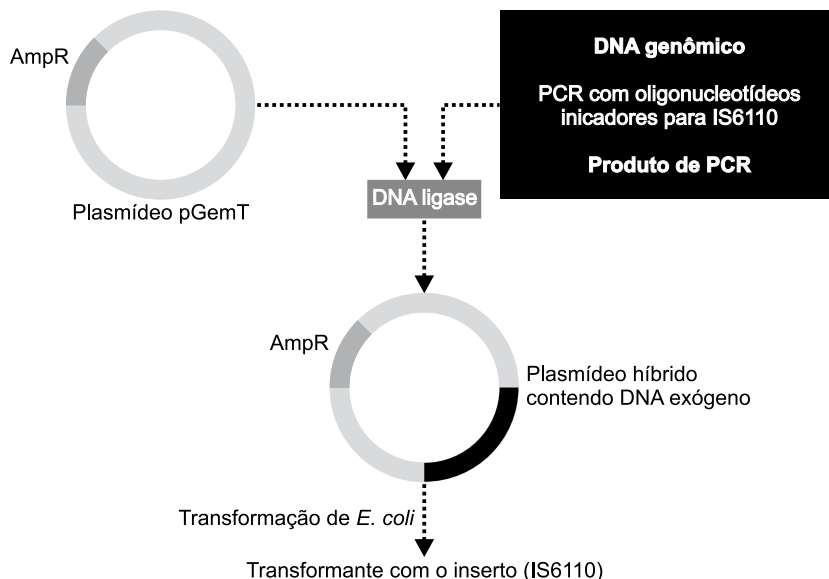 AmpR
Plasmídeo pGemT
DNA genômico
PCR com oligonucleotídeos
inicadores para IS6110
Produto de PCR
DNA ligase
AmpR
Plasmídeo híbrido
contendo DNA exógeno
Transformação de E. coli
Transformante com o inserto (IS6110)